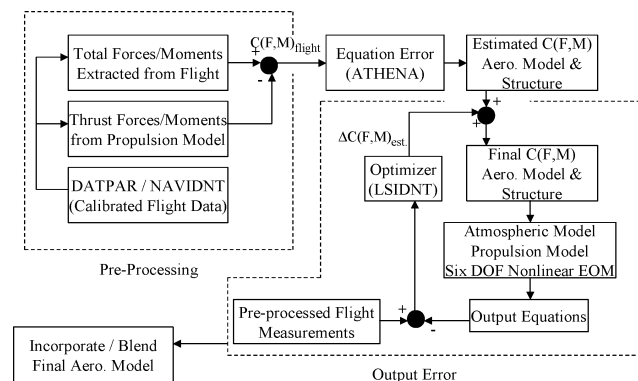 Total Forces/Moments
Extracted from Flight
+
-
C(F,M)flight
Equation Error
(ATHENA)
Estimated C(F,M)
Aero. Model &
Structure
Thrust Forces/Moments
from Propulsion Model
DATPAR / NAVIDNT
(Calibrated Flight Data)
Pre-Processing
+
+
ΔC(F,M)est.
Optimizer
(LSIDNT)
Final C(F,M)
Aero. Model &
Structure
Atmospheric Model
Propulsion Model
Six DOF Nonlinear EOM
Pre-processed Flight
Measurements
+
-
Output Equations
Incorporate / Blend
Final Aero. Model
Output Error